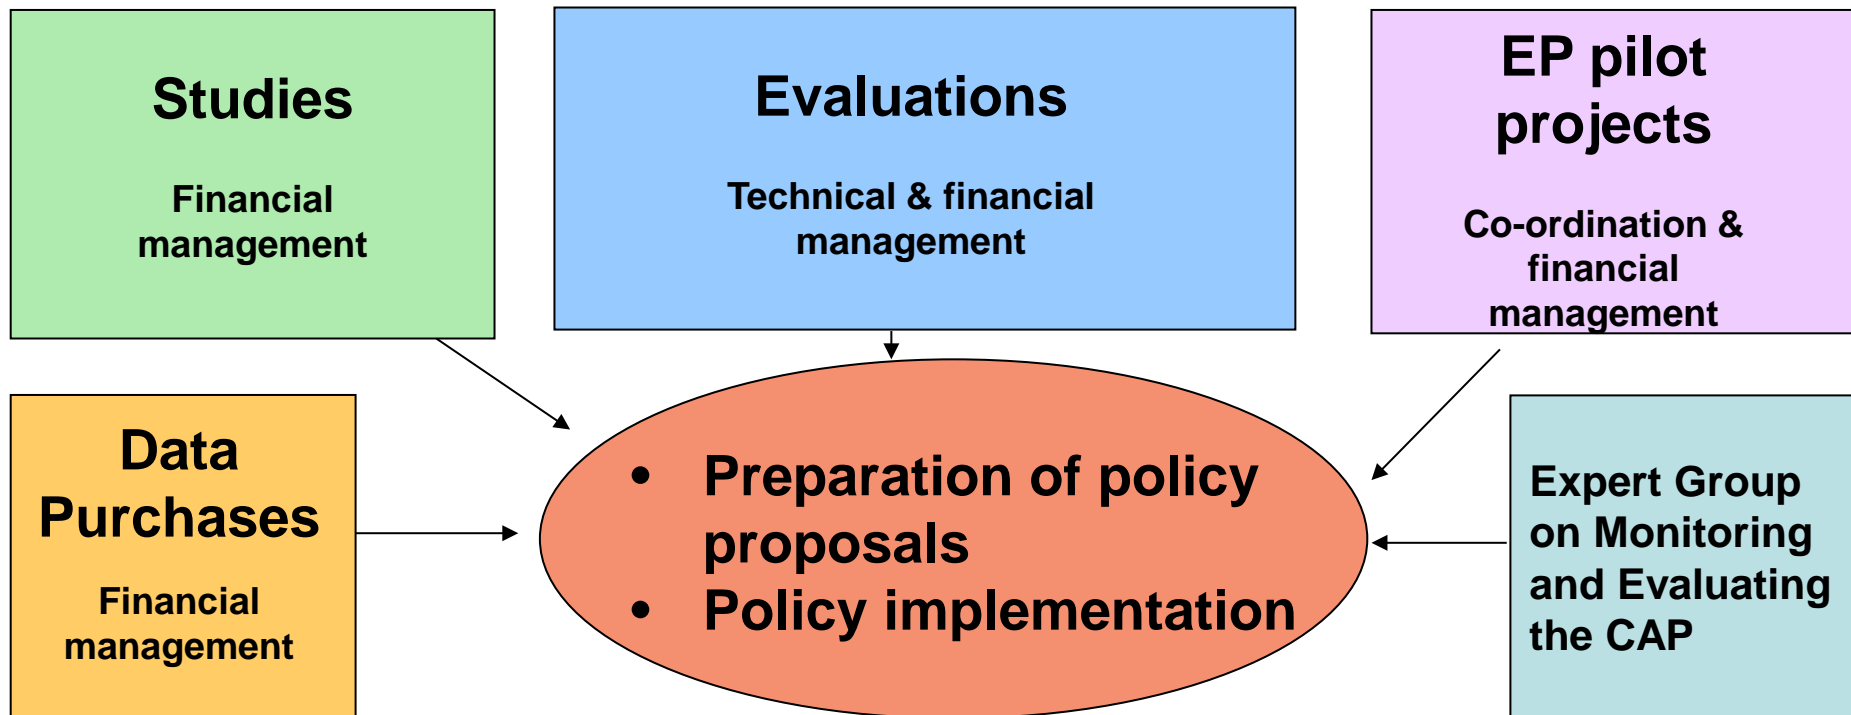 Studies
Financial
management
Evaluations
Technical & financial
management
EP pilot
projects
Co-ordination &
financial
management
Data
Purchases
Financial
management
• Preparation of policy
proposals
• Policy implementation
Expert Group
on Monitoring
and Evaluating
the CAP